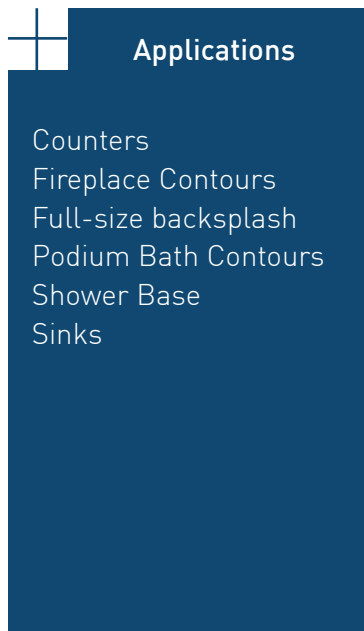 Applications
Counters
Fireplace Contours
Full-size backsplash
Podium Bath Contours
Shower Base
Sinks